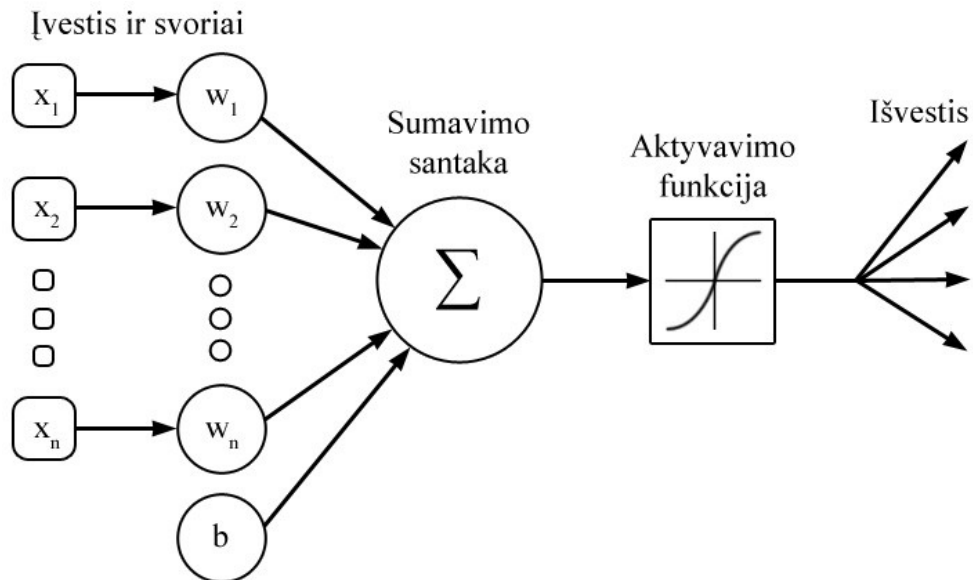 Įvestis ir svoriai
x1
w1
x2
w2
xn
wn
b
Sumavimo
santaka
∑
Aktyvavimo
funkcija
Išvestis